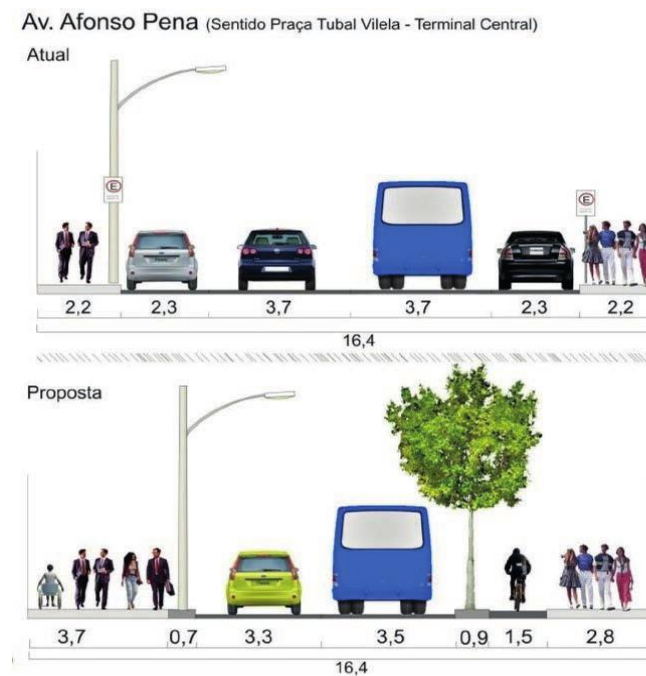 Av. Afonso Pena (Sentido Praça Tubal Vilela - Terminal Central)
Atual
E
E
2,2 2,3 3,7 3,7 2,3 2,2
16,4
Proposta
3,7 0,7 3,3 3,5 0,9 1,5 2,8
16,4